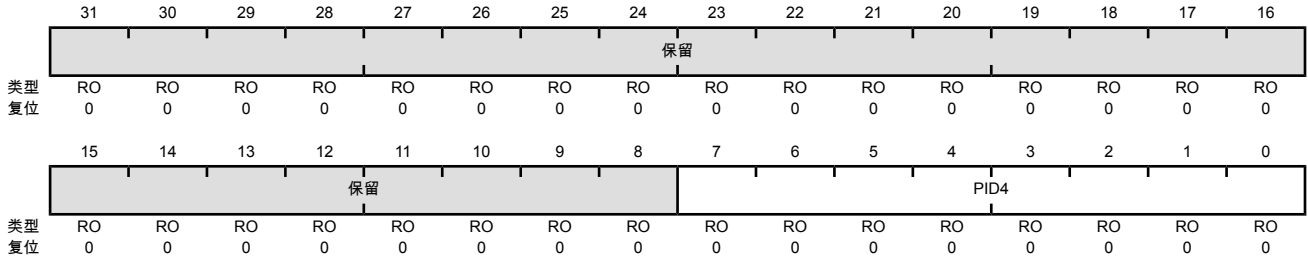 31 30 29 28 27 26 25 24 23 22 21 20 19 18 17 16
保留
类型 RO RO RO RO RO RO RO RO RO RO RO RO RO RO RO RO
复位 0 0 0 0 0 0 0 0 0 0 0 0 0 0 0 0
15 14 13 12 11 10 9 8 7 6 5 4 3 2 1 0
保留 PID4
类型 RO RO RO RO RO RO RO RO RO RO RO RO RO RO RO RO
复位 0 0 0 0 0 0 0 0 0 0 0 0 0 0 0 0